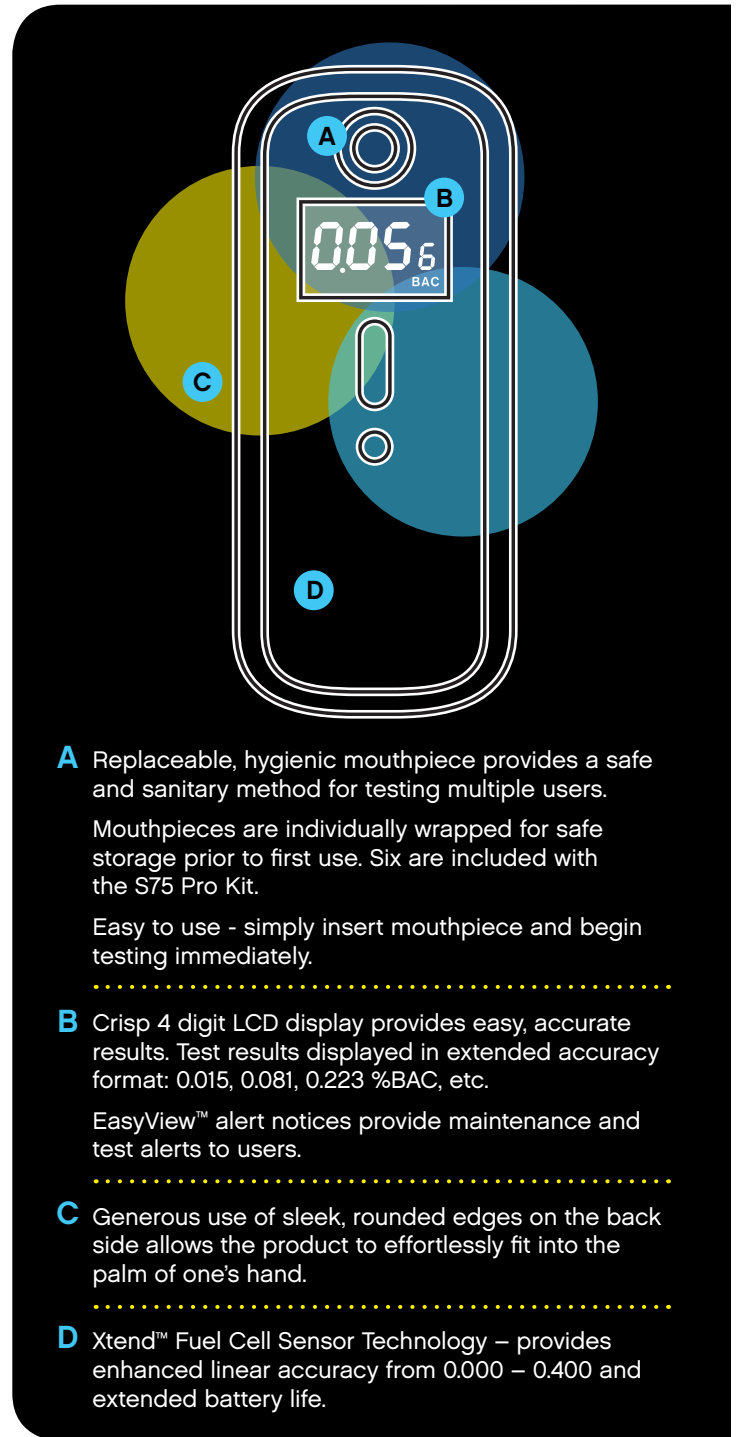 A
B
0.056
BAC
C
D
A Replaceable, hygienic mouthpiece provides a safe
and sanitary method for testing multiple users.
Mouthpieces are individually wrapped for safe
storage prior to first use. Six are included with
the S75 Pro Kit.
Easy to use - simply insert mouthpiece and begin
testing immediately.
B Crisp 4 digit LCD display provides easy, accurate
results. Test results displayed in extended accuracy
format: 0.015, 0.081, 0.223 %BAC, etc.
EasyView™ alert notices provide maintenance and
test alerts to users.
C Generous use of sleek, rounded edges on the back
side allows the product to effortlessly fit into the
palm of one's hand.
D Xtend™ Fuel Cell Sensor Technology – provides
enhanced linear accuracy from 0.000 – 0.400 and
extended battery life.